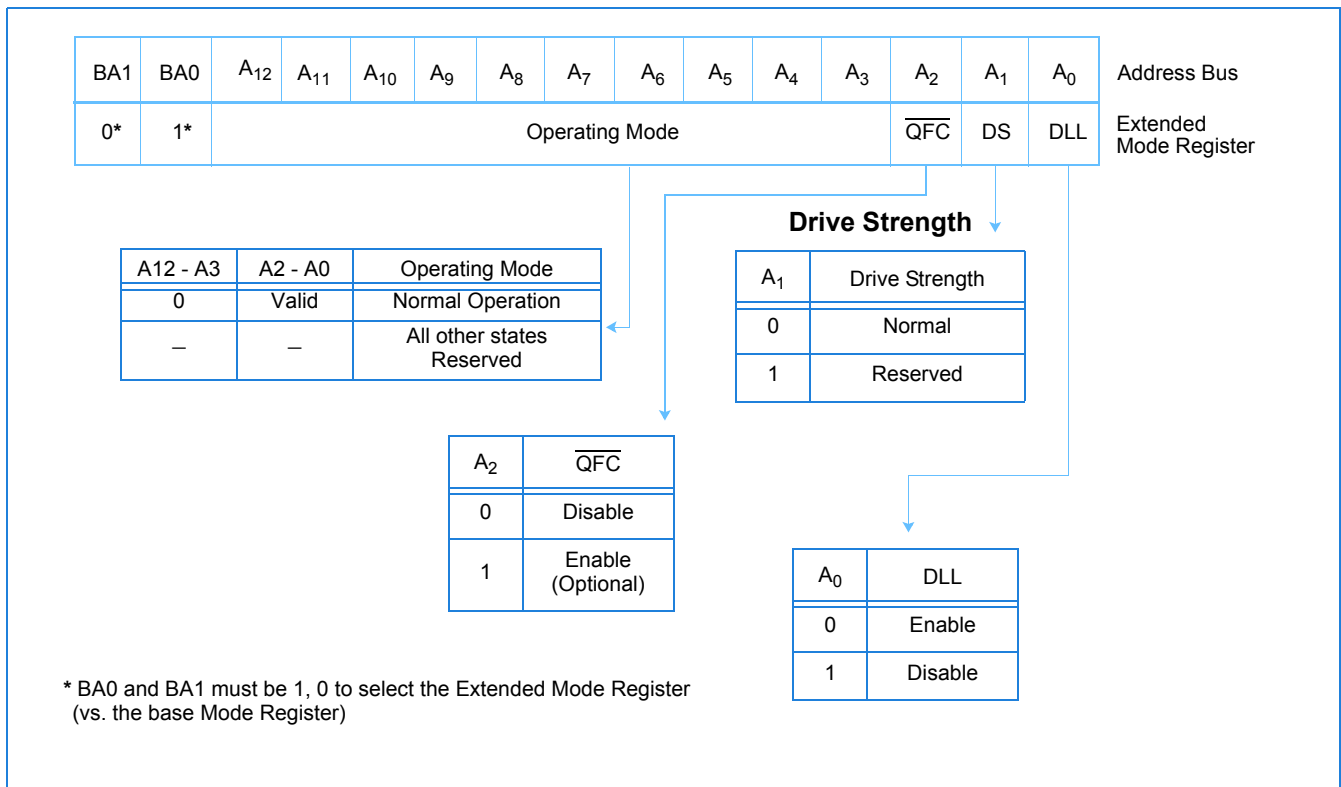 BA1 BA0 A12 A11 A10 A9 A8 A7 A6 A5 A4 A3 A2 A1 A0 Address Bus
0* 1* Operating Mode Q̅F̅C̅ DS DLL Extended
Mode Register
Drive Strength
A12 - A3 A2 - A0 Operating Mode
0 Valid Normal Operation
– – All other states
Reserved
A1 Drive Strength
0 Normal
1 Reserved
A2 Q̅F̅C̅
0 Disable
1 Enable
(Optional)
A0 DLL
0 Enable
1 Disable
* BA0 and BA1 must be 1, 0 to select the Extended Mode Register
(vs. the base Mode Register)